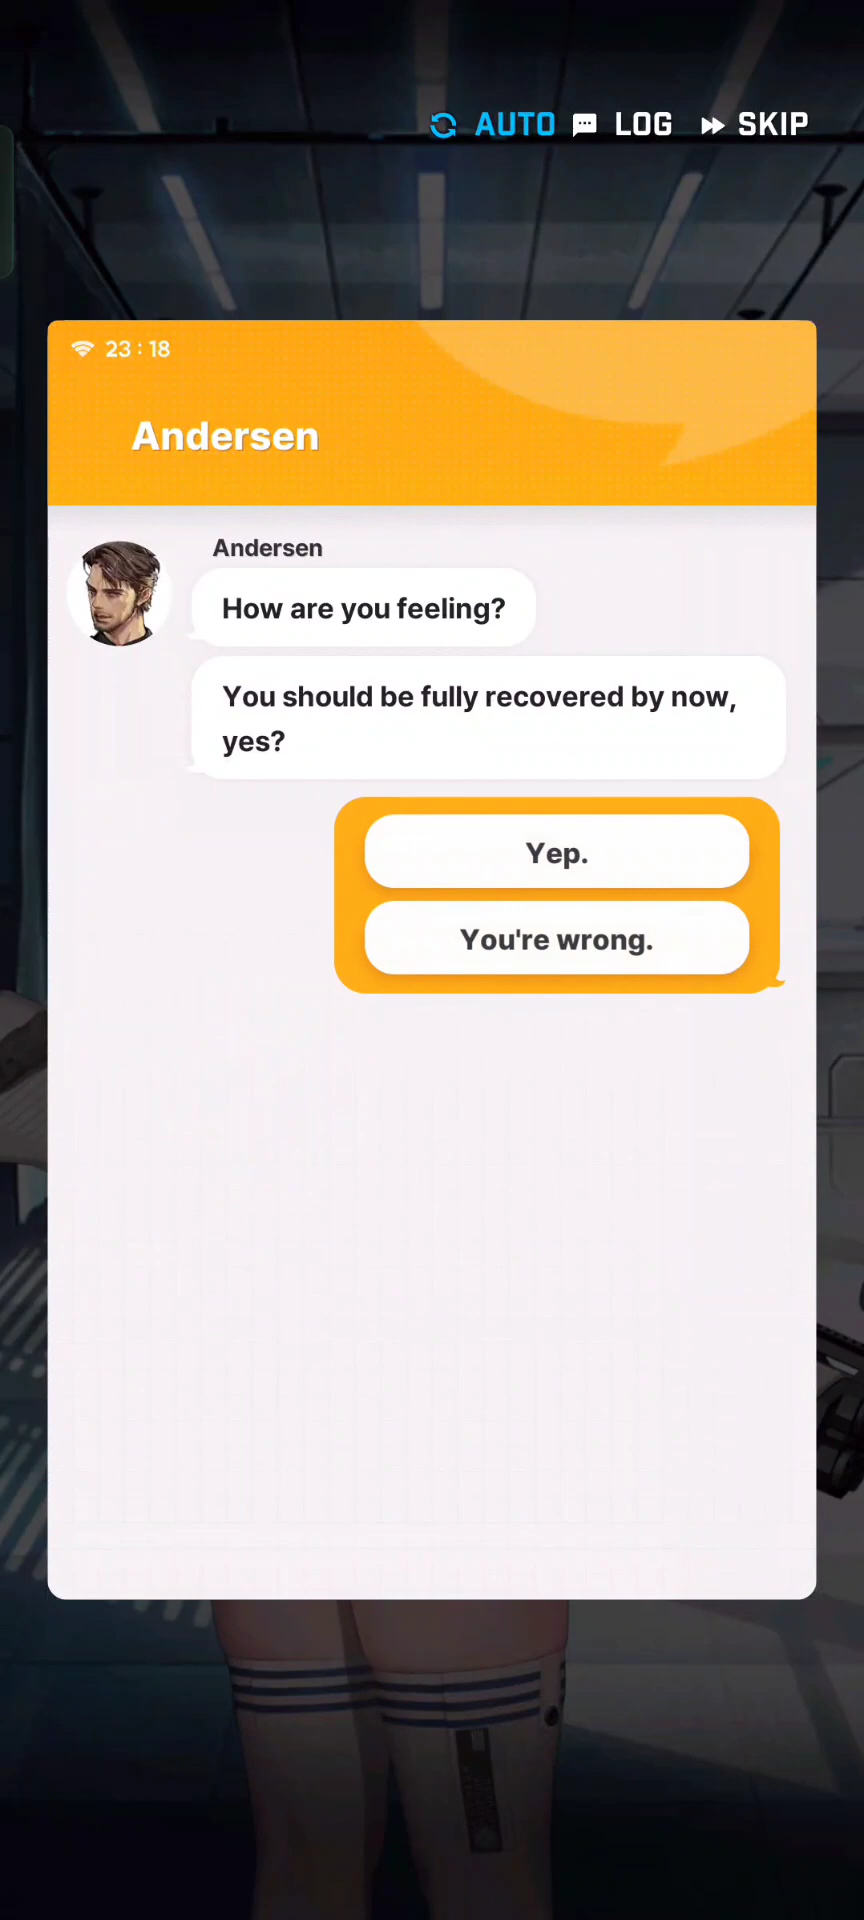 AUTO LOG SKIP
23 : 18
Andersen
Andersen
How are you feeling?
You should be fully recovered by now,
yes?
Yep.
You're wrong.